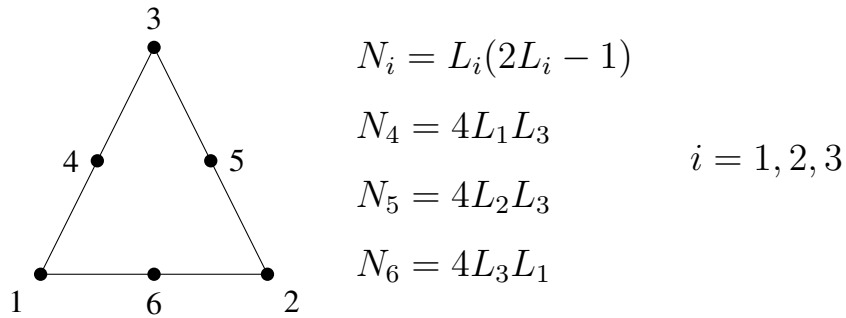 3
4
5
1
6
2
N_i = L_i(2L_i − 1)
N_4 = 4L_1L_3
N_5 = 4L_2L_3
N_6 = 4L_3L_1
i = 1, 2, 3